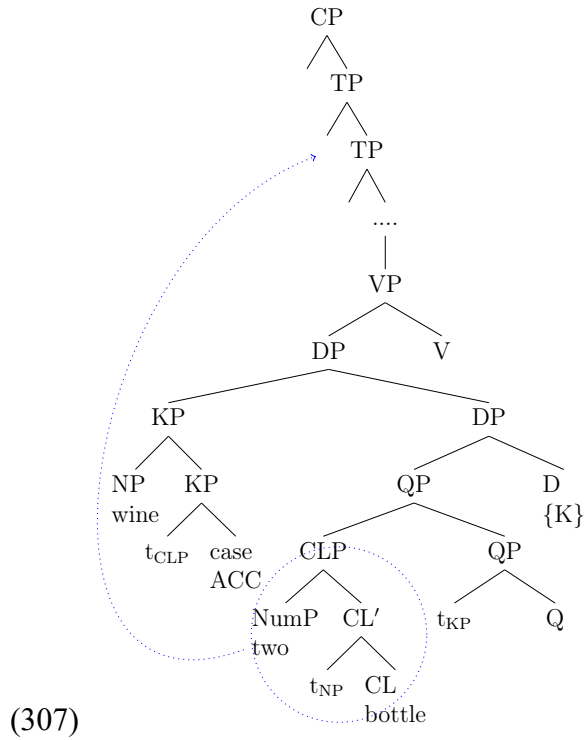 CP
TP
TP
....
VP
DP V
KP DP
NP KP QP D
wine {K}
t_CLP case CLP QP
ACC
NumP CL′ t_KP Q
two
t_NP CL
bottle
(307)